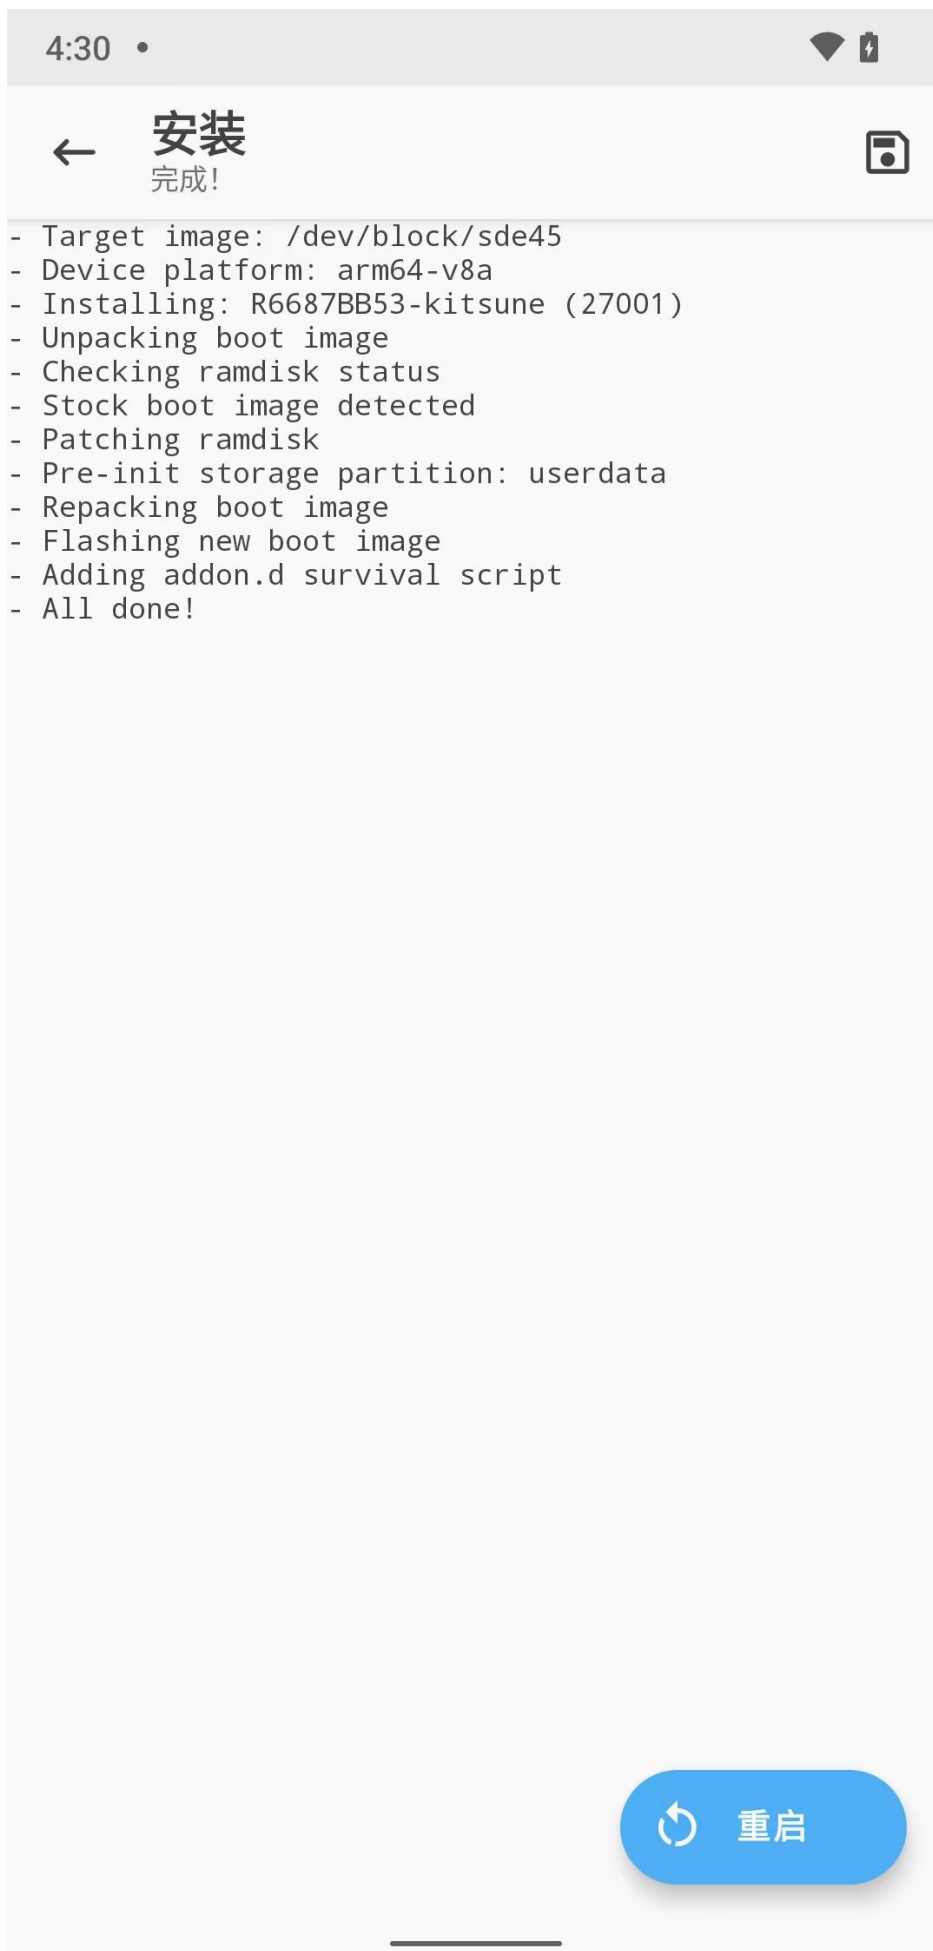 4:30
安装
完成！
- Target image: /dev/block/sde45
- Device platform: arm64-v8a
- Installing: R6687BB53-kitsune (27001)
- Unpacking boot image
- Checking ramdisk status
- Stock boot image detected
- Patching ramdisk
- Pre-init storage partition: userdata
- Repacking boot image
- Flashing new boot image
- Adding addon.d survival script
- All done!
重启